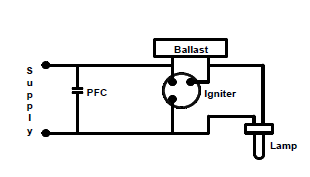 Ballast
Supply
PFC
Igniter
Lamp